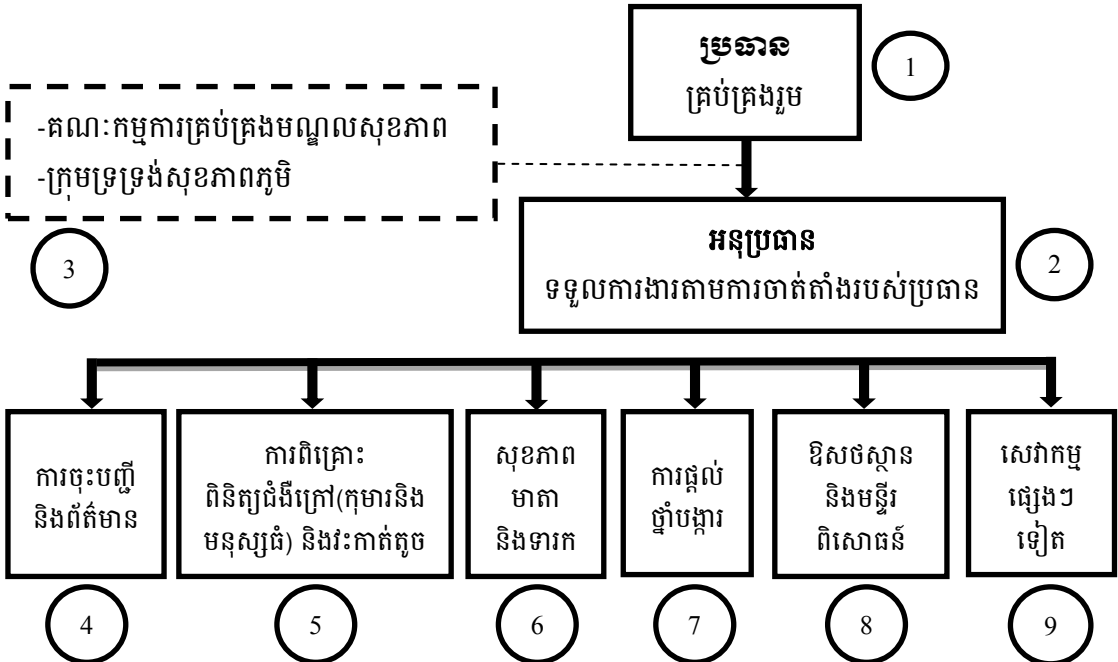 ប្រធាន
គ្រប់គ្រងរួម
1
-គណៈកម្មការគ្រប់គ្រងមណ្ឌលសុខភាព
-ក្រុមទ្រទ្រង់សុខភាពភូមិ
3
អនុប្រធាន
ទទួលការងារតាមការចាត់តាំងរបស់ប្រធាន
2
ការចុះបញ្ជី
និងព័ត៌មាន
4
ការពិគ្រោះ
ពិនិត្យជំងឺក្រៅ(កុមារនិង
មនុស្សធំ) និងវះកាត់តូច
5
សុខភាព
មាតា
និងទារក
6
ការផ្តល់
ថ្នាំបង្ការ
7
ឱសថស្ថាន
និងមន្ទីរ
ពិសោធន៍
8
សេវាកម្ម
ផ្សេងៗ
ទៀត
9